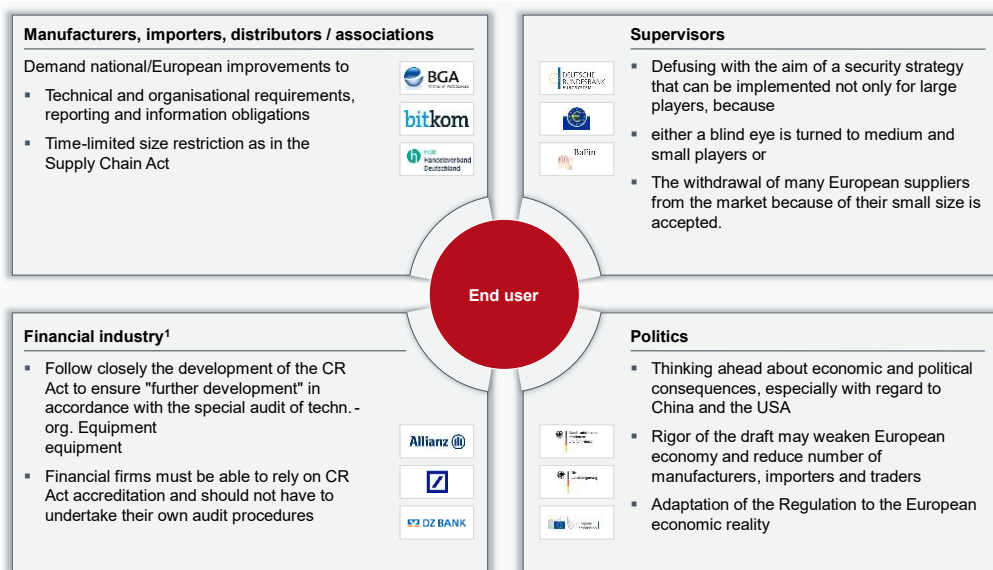 Manufacturers, importers, distributors / associations
Demand national/European improvements to
▪ Technical and organisational requirements,
reporting and information obligations
▪ Time-limited size restriction as in the
Supply Chain Act
BGA
bitkom
HDE
Handelsverband
Deutschland
Supervisors
DEUTSCHE
BUNDESBANK
EUROSYSTEM
BaFin
▪ Defusing with the aim of a security strategy
that can be implemented not only for large
players, because
▪ either a blind eye is turned to medium and
small players or
▪ The withdrawal of many European suppliers
from the market because of their small size is
accepted.
End user
Financial industry¹
▪ Follow closely the development of the CR
Act to ensure "further development" in
accordance with the special audit of techn.-
org. Equipment
equipment
▪ Financial firms must be able to rely on CR
Act accreditation and should not have to
undertake their own audit procedures
Allianz
DZ BANK
Politics
▪ Thinking ahead about economic and political
consequences, especially with regard to
China and the USA
▪ Rigor of the draft may weaken European
economy and reduce number of
manufacturers, importers and traders
▪ Adaptation of the Regulation to the European
economic reality